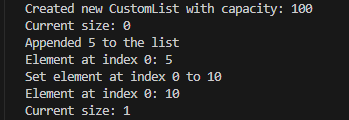 Created new CustomList with capacity: 100
Current size: 0
Appended 5 to the list
Element at index 0: 5
Set element at index 0 to 10
Element at index 0: 10
Current size: 1